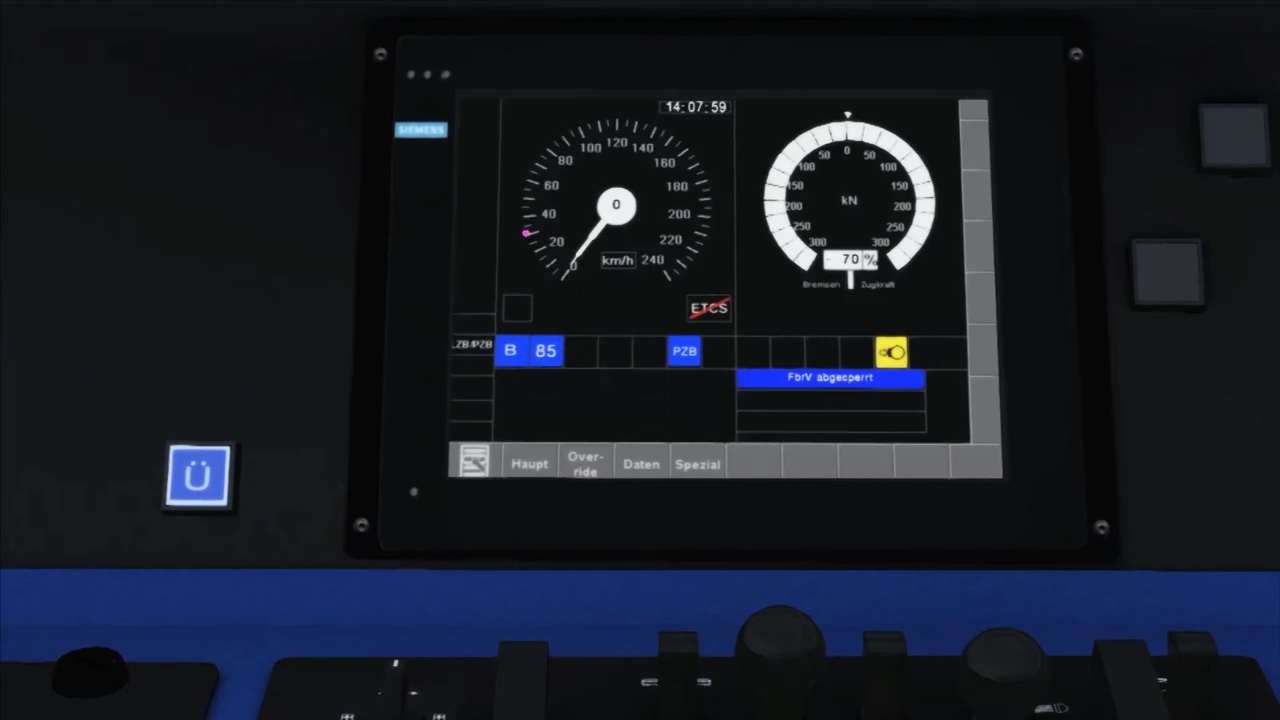 14:07:59
SIEMENS
0 20 40 60 80 100 120 140 160 180 200 220 240
0
km/h
300 250 200 150 100 50 0 50 100 150 200 250 300
kN
- 70 %
Bremsen Zugkraft
ETCS
LZB/PZB B 85 PZB
FbrV abgesperrt
Haupt Over-ride Daten Spezial
Ü